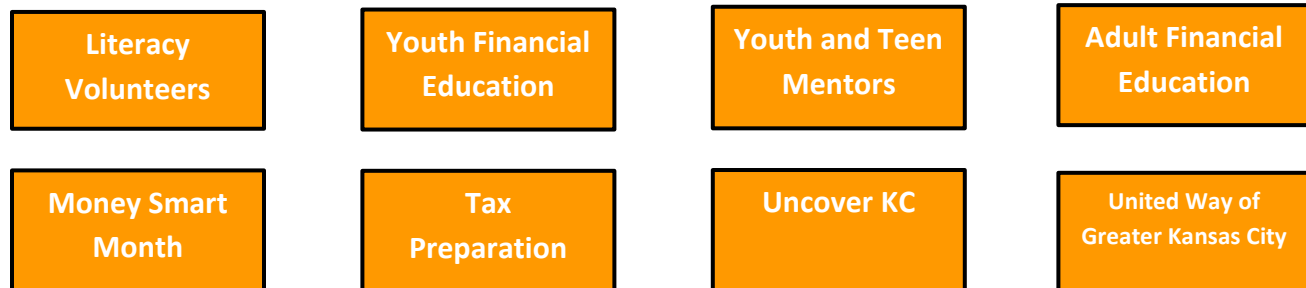 Literacy
Volunteers
Youth Financial
Education
Youth and Teen
Mentors
Adult Financial
Education
Money Smart
Month
Tax
Preparation
Uncover KC
United Way of
Greater Kansas City